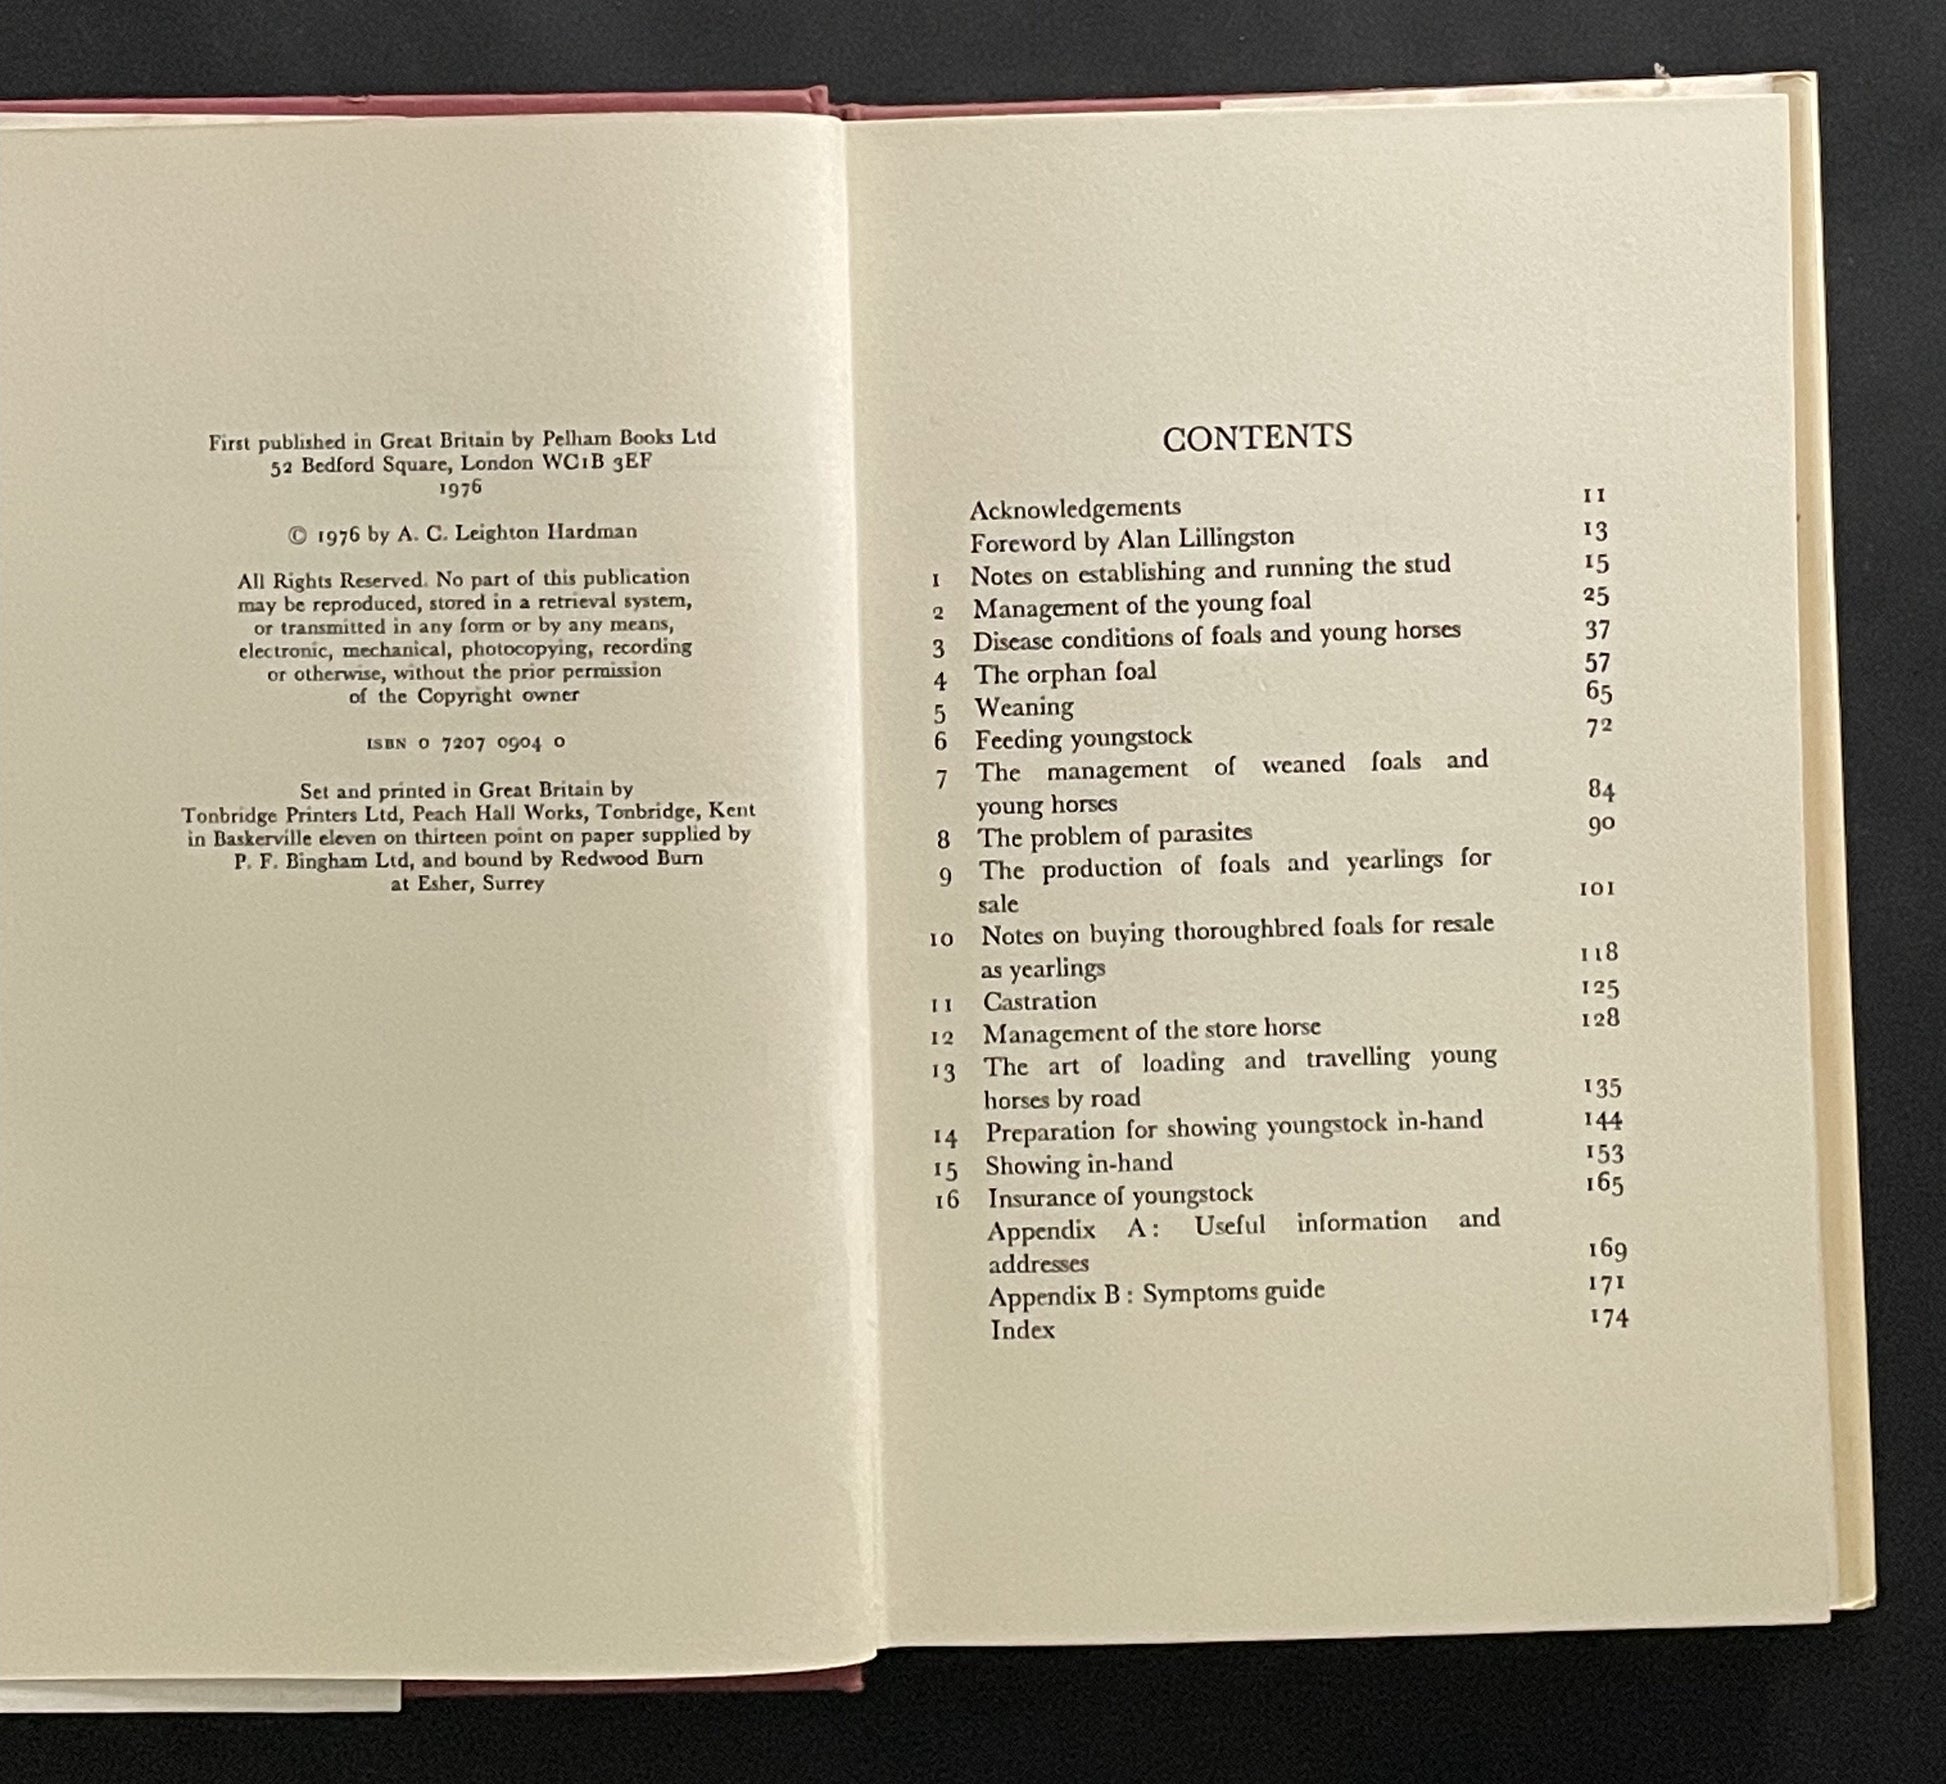 First published in Great Britain by Pelham Books Ltd
52 Bedford Square, London WC1B 3EF
1976
© 1976 by A. C. Leighton Hardman
All Rights Reserved. No part of this publication
may be reproduced, stored in a retrieval system,
or transmitted in any form or by any means,
electronic, mechanical, photocopying, recording
or otherwise, without the prior permission
of the Copyright owner
ISBN 0 7207 0904 0
Set and printed in Great Britain by
Tonbridge Printers Ltd, Peach Hall Works, Tonbridge, Kent
in Baskerville eleven on thirteen point on paper supplied by
P. F. Bingham Ltd, and bound by Redwood Burn
at Esher, Surrey
CONTENTS
Acknowledgements 11
Foreword by Alan Lillingston 13
1 Notes on establishing and running the stud 15
2 Management of the young foal 25
3 Disease conditions of foals and young horses 37
4 The orphan foal 57
5 Weaning 65
6 Feeding youngstock 72
7 The management of weaned foals and
young horses 84
8 The problem of parasites 90
9 The production of foals and yearlings for
sale 101
10 Notes on buying thoroughbred foals for resale
as yearlings 118
11 Castration 125
12 Management of the store horse 128
13 The art of loading and travelling young
horses by road 135
14 Preparation for showing youngstock in-hand 144
15 Showing in-hand 153
16 Insurance of youngstock 165
Appendix A: Useful information and
addresses 169
Appendix B: Symptoms guide 171
Index 174